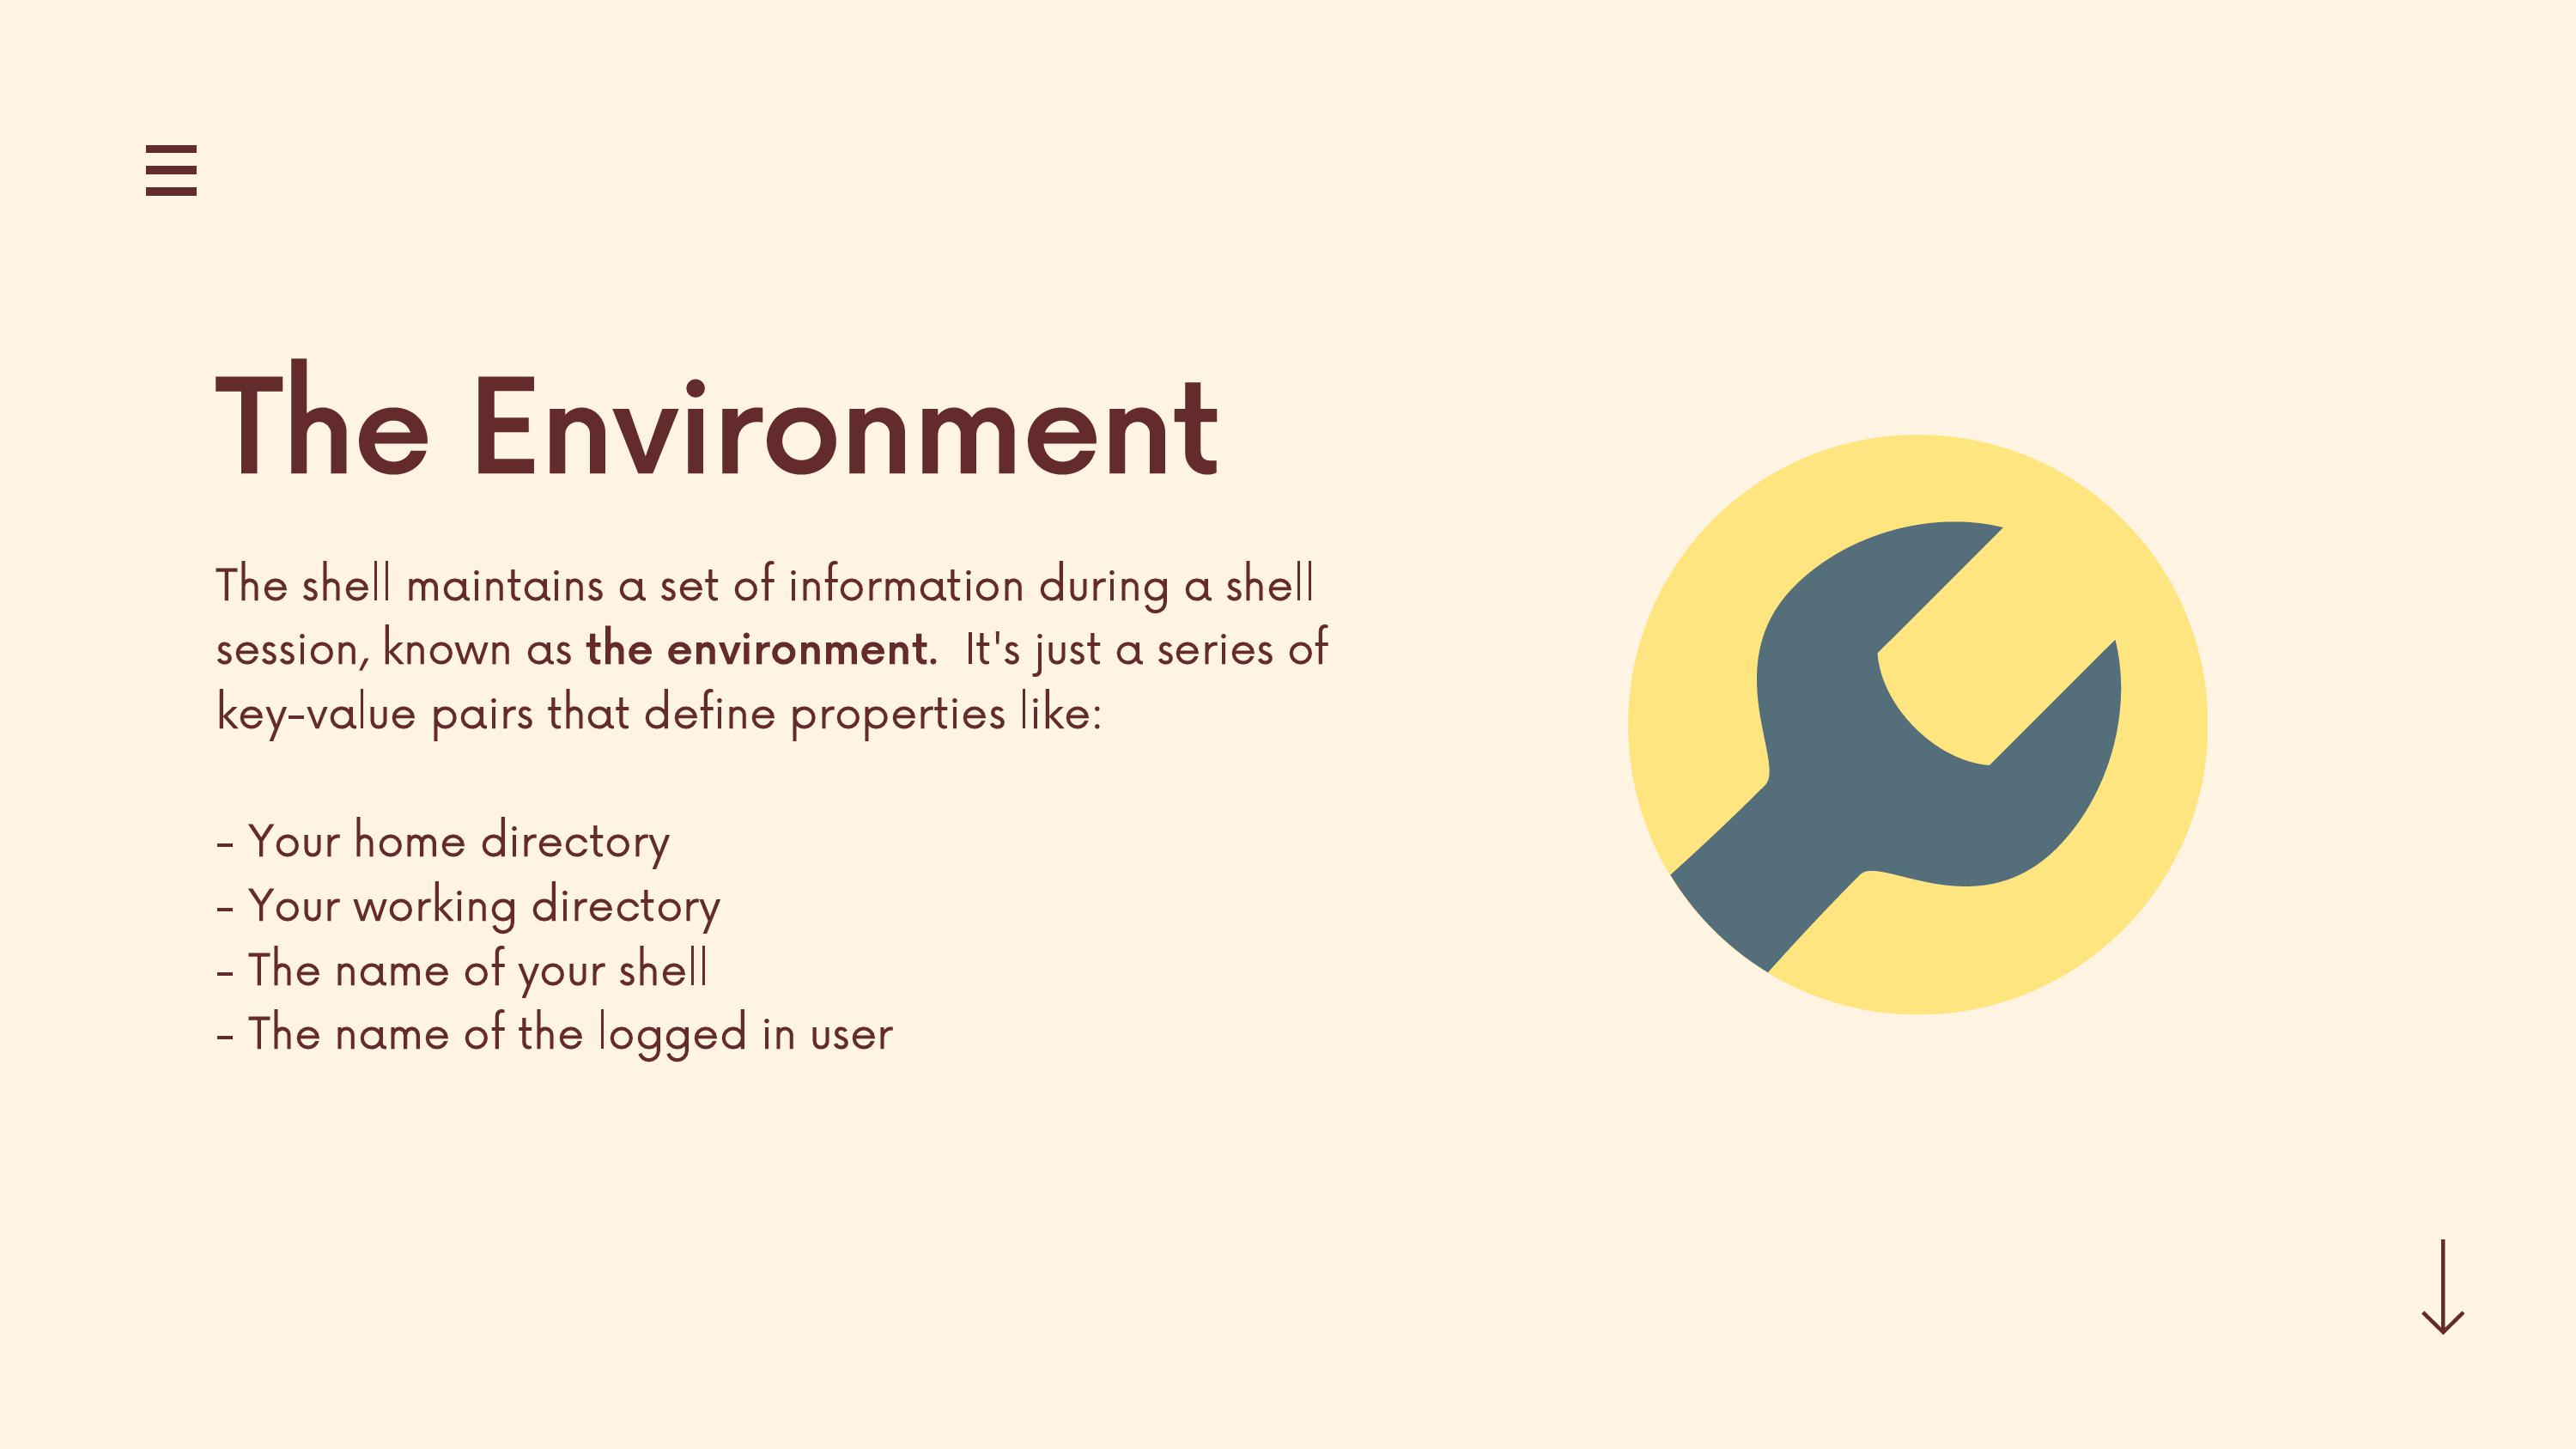 The Environment
The shell maintains a set of information during a shell
session, known as the environment.  It's just a series of
key-value pairs that define properties like:
- Your home directory
- Your working directory
- The name of your shell
- The name of the logged in user